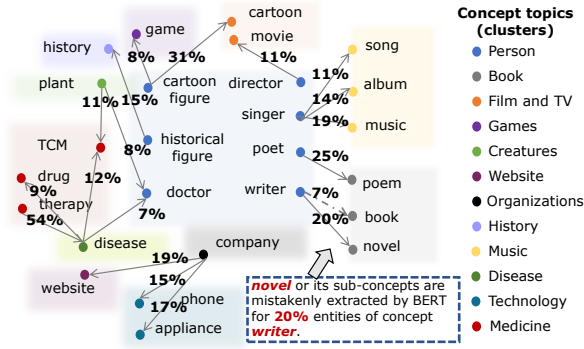 cartoon
movie
game
history
8%
31%
11%
song
plant
cartoon
figure
director
11%
album
11%
15%
14%
singer
19%
music
TCM
8%
historical
figure
poet
25%
drug
9%
12%
poem
therapy
54%
doctor
writer
7%
book
7%
20%
novel
disease
company
19%
website
15%
phone
17%
appliance
novel or its sub-concepts are
mistakenly extracted by BERT
for 20% entities of concept
writer.
Concept topics
(clusters)
Person
Book
Film and TV
Games
Creatures
Website
Organizations
History
Music
Disease
Technology
Medicine